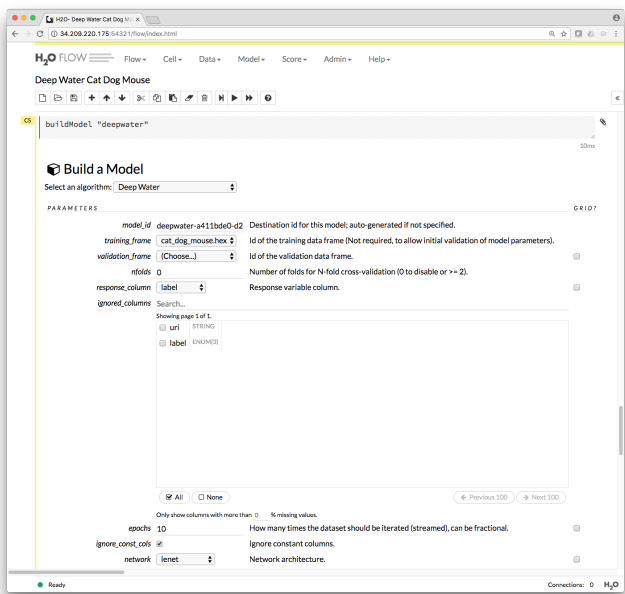 H2O- Deep Water Cat Dog Mo
34.209.220.175:54321/flow/index.html
H2O FLOW Flow Cell Data Model Score Admin Help
Deep Water Cat Dog Mouse
CS
buildModel "deepwater"
10ms
Build a Model
Select an algorithm: Deep Water
PARAMETERS GRID?
model_id deepwater-a411bde0-d2 Destination id for this model; auto-generated if not specified.
training_frame cat_dog_mouse.hex Id of the training data frame (Not required, to allow initial validation of model parameters).
validation_frame (Choose...) Id of the validation data frame.
nfolds 0 Number of folds for N-fold cross-validation (0 to disable or >= 2).
response_column label Response variable column.
ignored_columns Search...
Showing page 1 of 1.
uri STRING
label ENUM(3)
All None Previous 100 Next 100
Only show columns with more than 0 % missing values.
epochs 10 How many times the dataset should be iterated (streamed), can be fractional.
ignore_const_cols Ignore constant columns.
network lenet Network architecture.
Ready Connections: 0 H2O